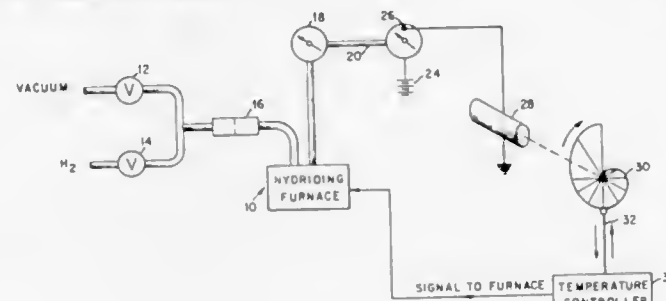 18
26
12
VACUUM
V
20
24
16
28
14
H2
V
HYDRIDING
FURNACE
10
30
32
SIGNAL TO FURNACE
TEMPERATURE
CONTROLLER